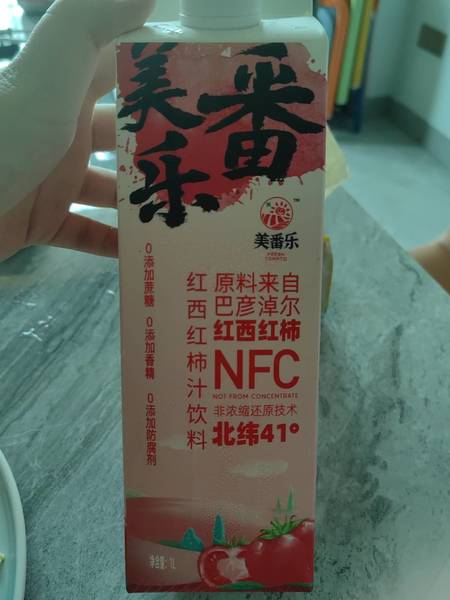 美番乐
™
美番乐
FRESH
TOMATO
0添加蔗糖 0添加香精 0添加防腐剂
红西红柿汁饮料
原料来自
巴彦淖尔
红西红柿
NFC
NOT FROM CONCENTRATE
非浓缩还原技术
北纬41°
净含量: 1L